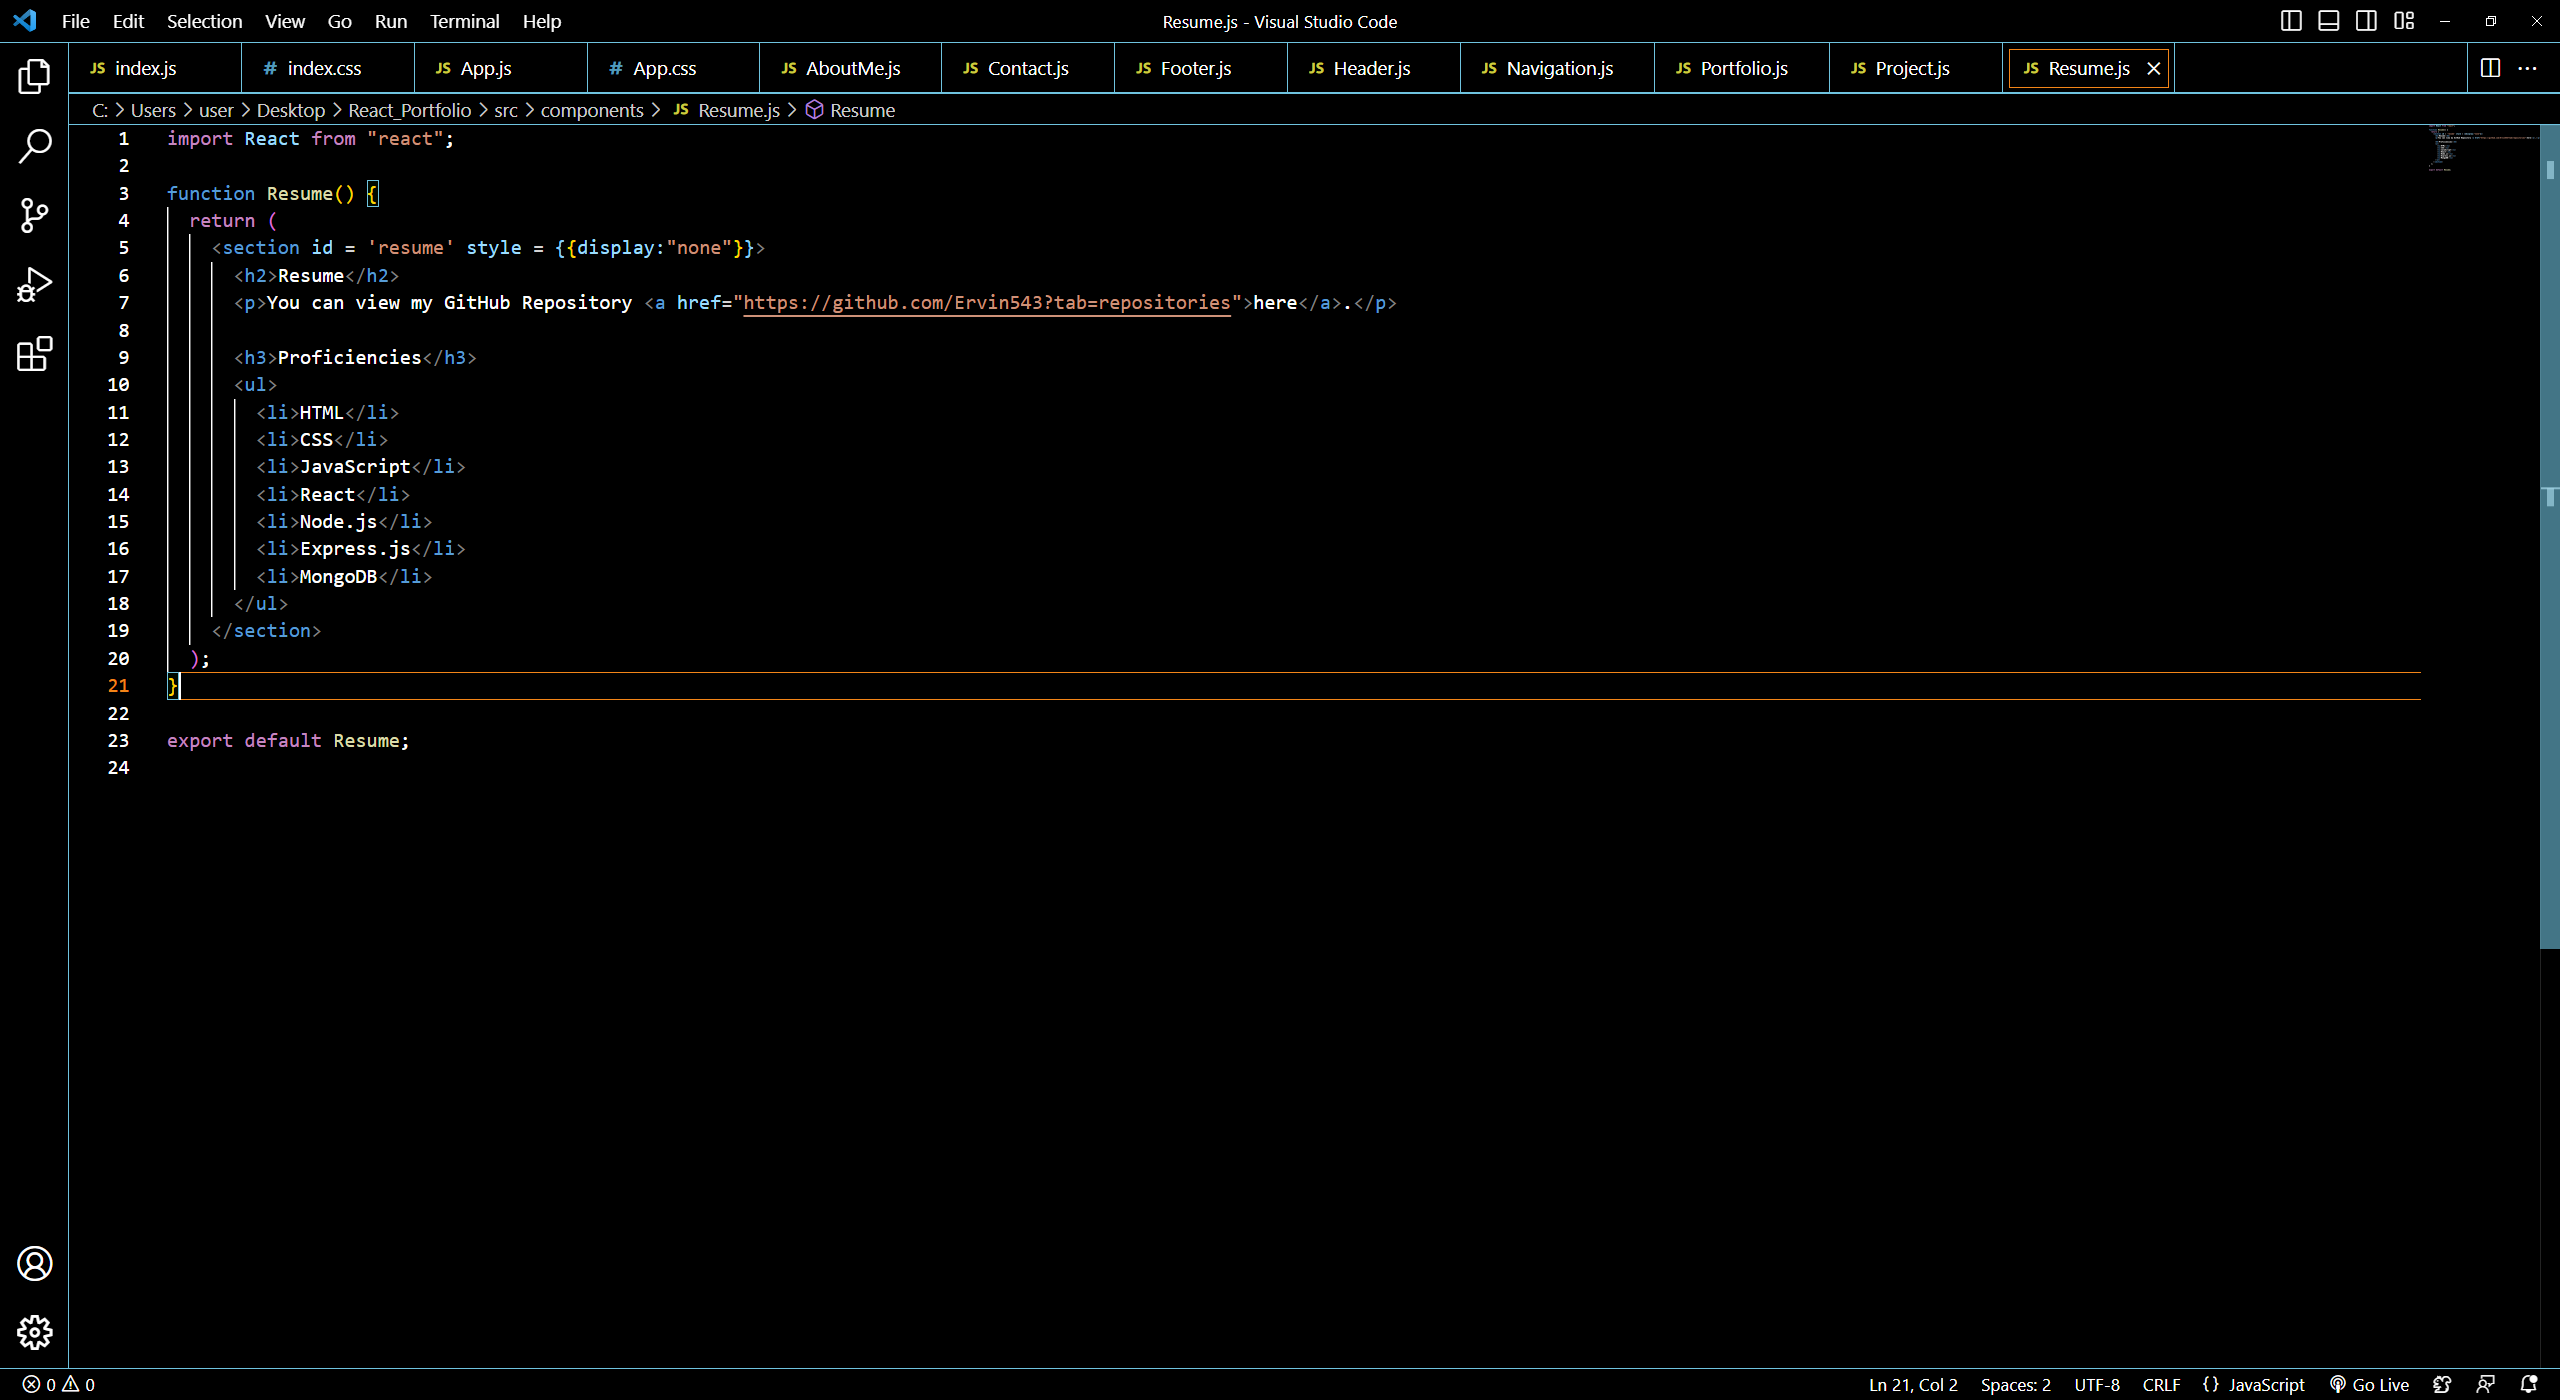 File Edit Selection View Go Run Terminal Help Resume.js - Visual Studio Code
JS index.js # index.css JS App.js # App.css JS AboutMe.js JS Contact.js JS Footer.js JS Header.js JS Navigation.js JS Portfolio.js JS Project.js JS Resume.js
C: > Users > user > Desktop > React_Portfolio > src > components > JS Resume.js > Resume
1 import React from "react";
2
3 function Resume() {
4   return (
5     <section id = 'resume' style = {{display:"none"}}>
6       <h2>Resume</h2>
7       <p>You can view my GitHub Repository <a href="https://github.com/Ervin543?tab=repositories">here</a>.</p>
8
9       <h3>Proficiencies</h3>
10       <ul>
11         <li>HTML</li>
12         <li>CSS</li>
13         <li>JavaScript</li>
14         <li>React</li>
15         <li>Node.js</li>
16         <li>Express.js</li>
17         <li>MongoDB</li>
18       </ul>
19     </section>
20   );
21 }
22
23 export default Resume;
24
0 0 Ln 21, Col 2 Spaces: 2 UTF-8 CRLF {} JavaScript Go Live